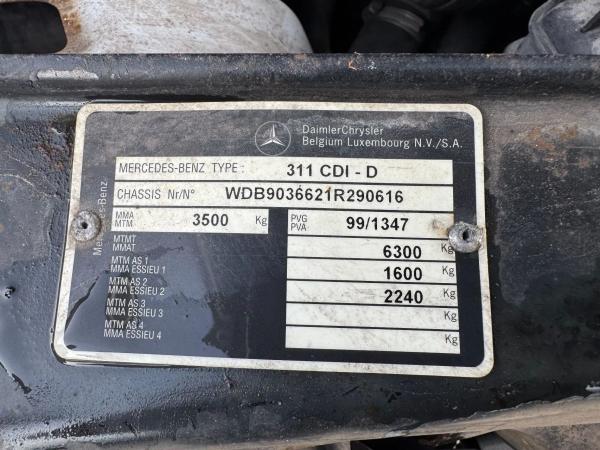 DaimlerChrysler
Belgium Luxembourg N.V./S.A.
MERCEDES-BENZ TYPE: 311 CDI - D
CHASSIS Nr/N° WDB9036621R290616
MMA
MTM 3500 Kg
PVG
PVA 99/1347
MTMT
MMAT 6300 Kg
MTM AS 1
MMA ESSIEU 1 1600 Kg
MTM AS 2
MMA ESSIEU 2 2240 Kg
MTM AS 3
MMA ESSIEU 3
MTM AS 4
MMA ESSIEU 4 Kg
Mercedes-Benz